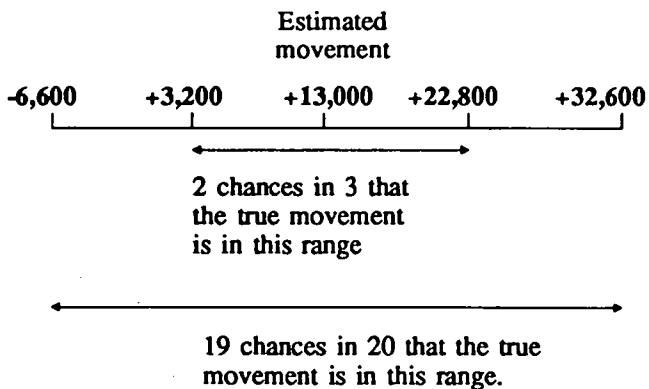 Estimated
movement
-6,600 +3,200 +13,000 +22,800 +32,600
2 chances in 3 that
the true movement
is in this range
19 chances in 20 that the true
movement is in this range.